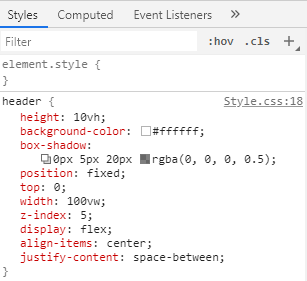 Styles Computed Event Listeners »
Filter :hov .cls +
element.style {
}
header { Style.css:18
height: 10vh;
background-color: #ffffff;
box-shadow:
0px 5px 20px rgba(0, 0, 0, 0.5);
position: fixed;
top: 0;
width: 100vw;
z-index: 5;
display: flex;
align-items: center;
justify-content: space-between;
}